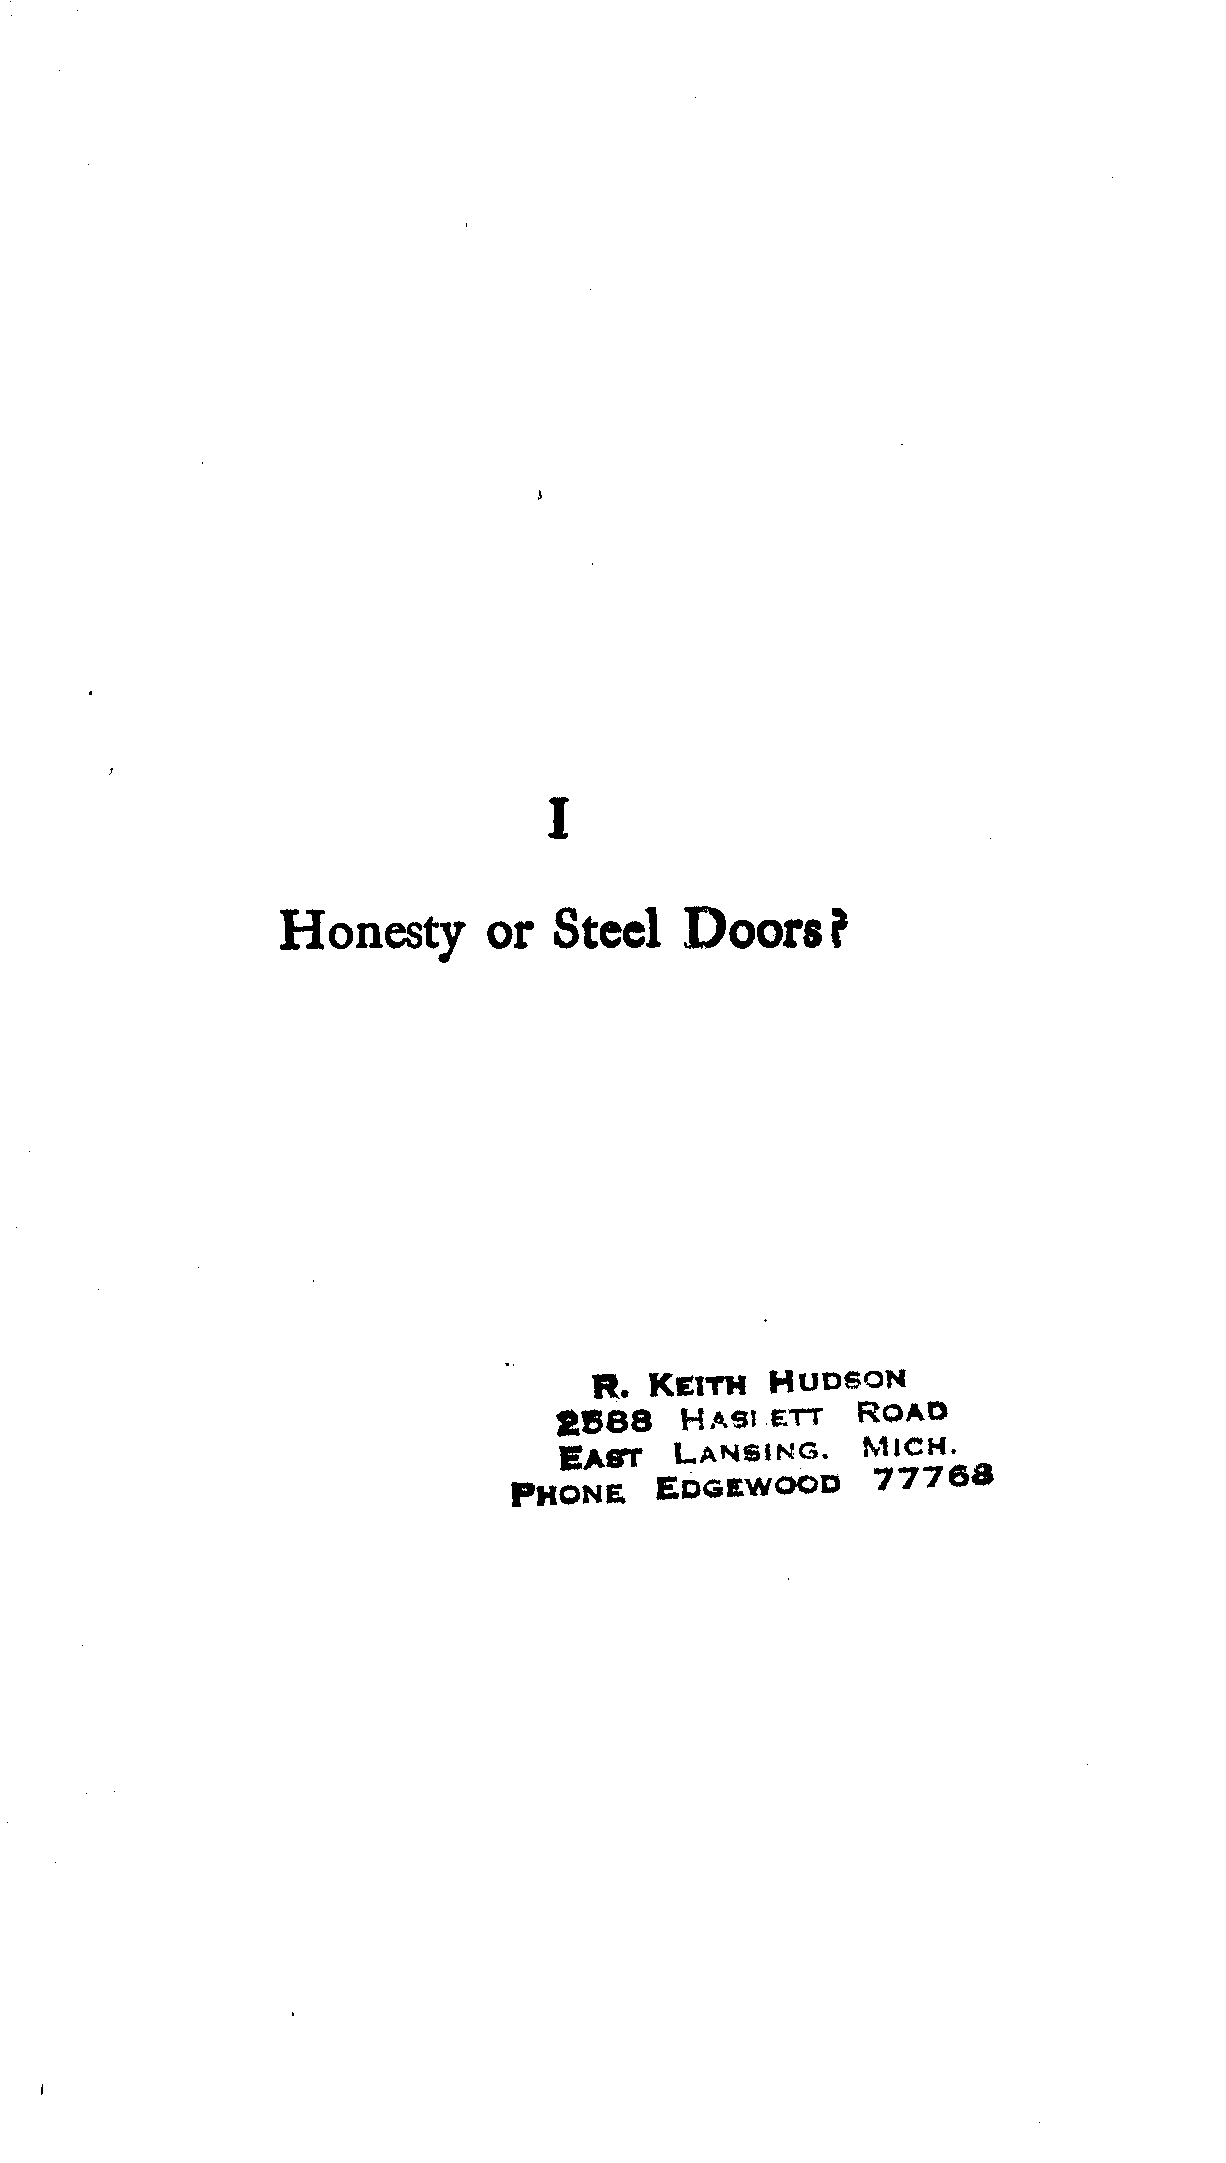 I
Honesty or Steel Doors?
R. KEITH HUDSON
2588 HASLETT ROAD
EAST LANSING, MICH.
PHONE EDGEWOOD 77768